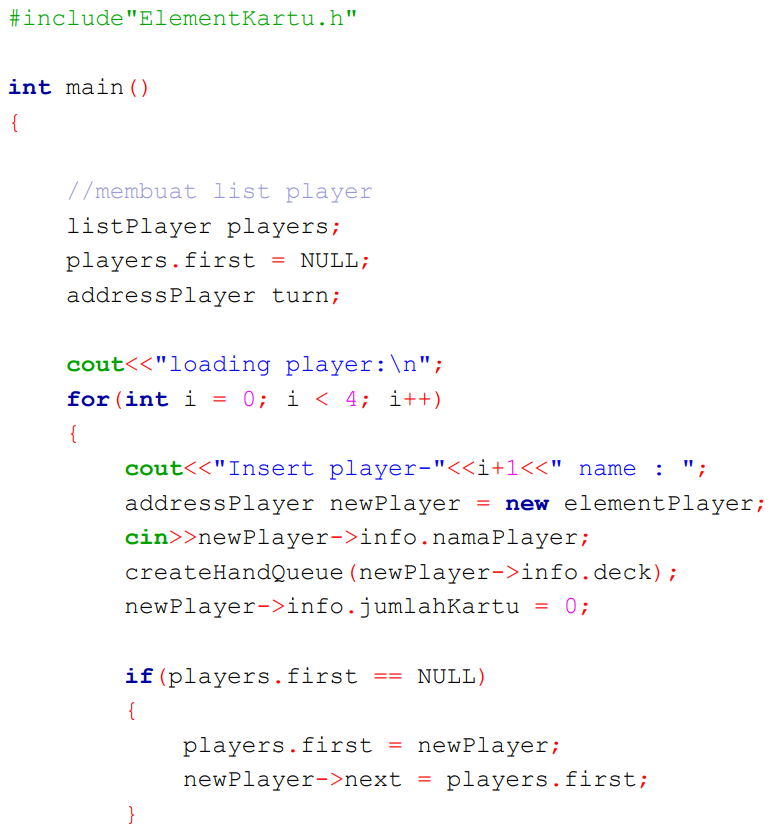 #include"ElementKartu.h"
int main()
{
    //membuat list player
    listPlayer players;
    players.first = NULL;
    addressPlayer turn;
    cout<<"loading player:\n";
    for(int i = 0; i < 4; i++)
    {
        cout<<"Insert player-"<<i+1<<" name : ";
        addressPlayer newPlayer = new elementPlayer;
        cin>>newPlayer->info.namaPlayer;
        createHandQueue(newPlayer->info.deck);
        newPlayer->info.jumlahKartu = 0;
        if(players.first == NULL)
        {
            players.first = newPlayer;
            newPlayer->next = players.first;
        }